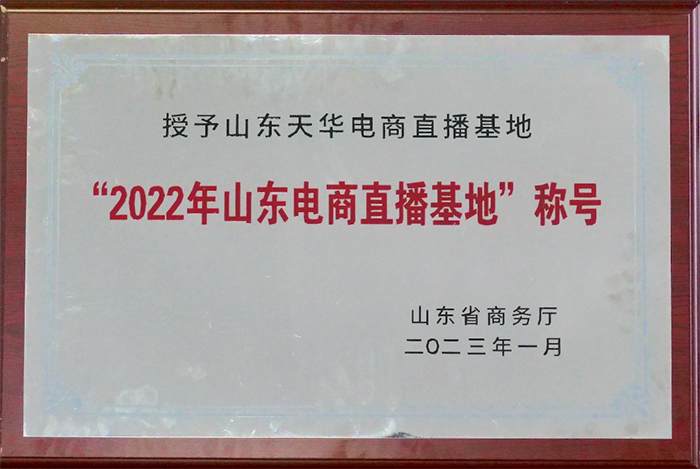 授予山东天华电商直播基地
“2022年山东电商直播基地”称号
山东省商务厅
二〇二三年一月